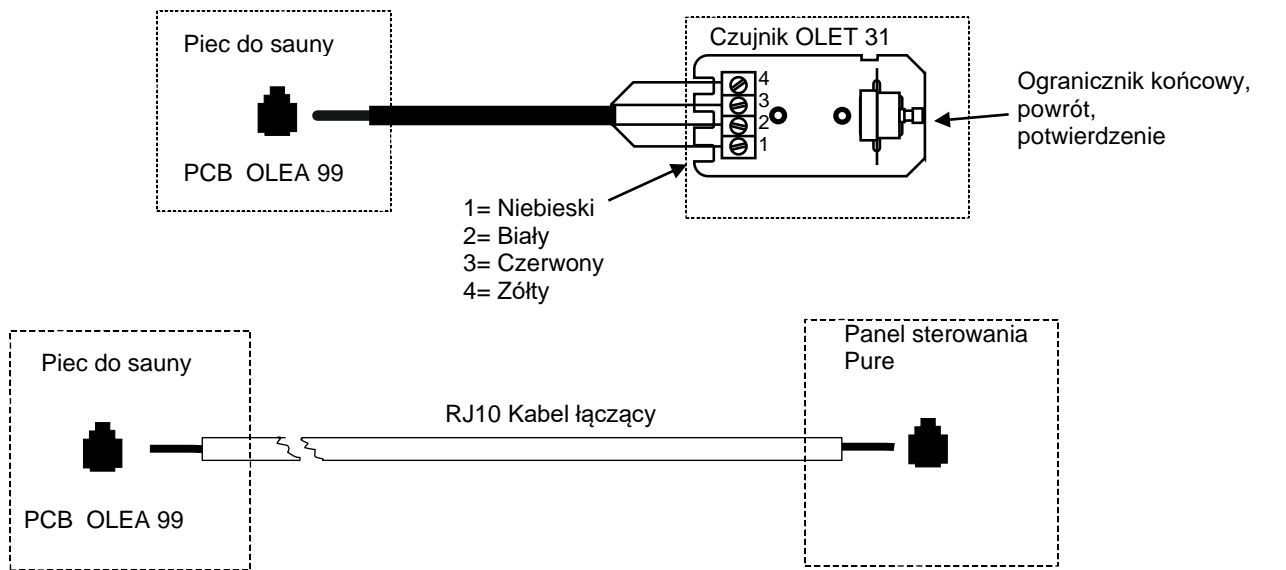 Piec do sauny
PCB OLEA 99
Czujnik OLET 31
4
3
2
1
Ogranicznik końcowy,
powrót,
potwierdzenie
1= Niebieski
2= Biały
3= Czerwony
4= Zółty
Piec do sauny
PCB OLEA 99
RJ10 Kabel łączący
Panel sterowania
Pure